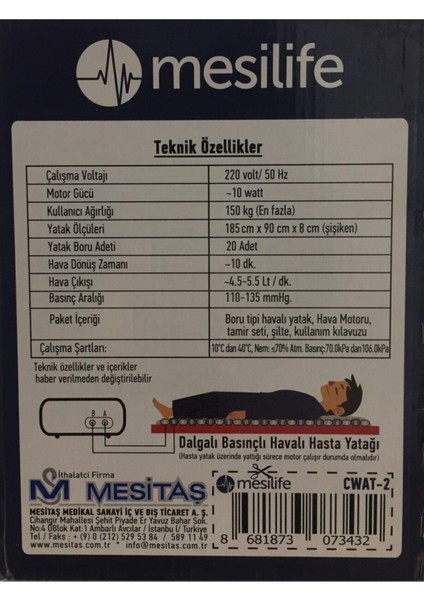 mesilife
Teknik Özellikler
Çalışma Voltajı 220 volt/ 50 Hz
Motor Gücü ~10 watt
Kullanıcı Ağırlığı 150 kg (En fazla)
Yatak Ölçüleri 185 cm x 90 cm x 8 cm (şişiken)
Yatak Boru Adeti 20 Adet
Hava Dönüş Zamanı ~10 dk.
Hava Çıkışı ~4.5-5.5 Lt / dk.
Basınç Aralığı 110-135 mmHg.
Paket İçeriği Boru tipi havalı yatak, Hava Motoru,
tamir seti, şilte, kullanım kılavuzu
Çalışma Şartları: 10°C dan 40°C, Nem: ≤70% Atm. Basınç:70.0kPa dan106.0kPa
Teknik özellikler ve içerikler
haber verilmeden değiştirilebilir
B A
Dalgalı Basınçlı Havalı Hasta Yatağı
(Hasta yatak üzerinde yattığı sürece motor çalışır durumda olmalıdır)
İthalatci Firma
MESİTAŞ
MESİTAŞ MEDİKAL SANAYİ İÇ VE DIŞ TİCARET A. Ş.
Cihangir Mahallesi Şehit Piyade Er Yavuz Bahar Sok.
No:4 DBlok Kat:1 Ambarlı Avcılar / İstanbul / Türkiye
Tel / Faks : + (9) 0 (212) 529 53 84 / 589 11 49
www.mesitas.com.tr info@mesitas.com.tr
mesilife CWAT-2
8 681873 073432